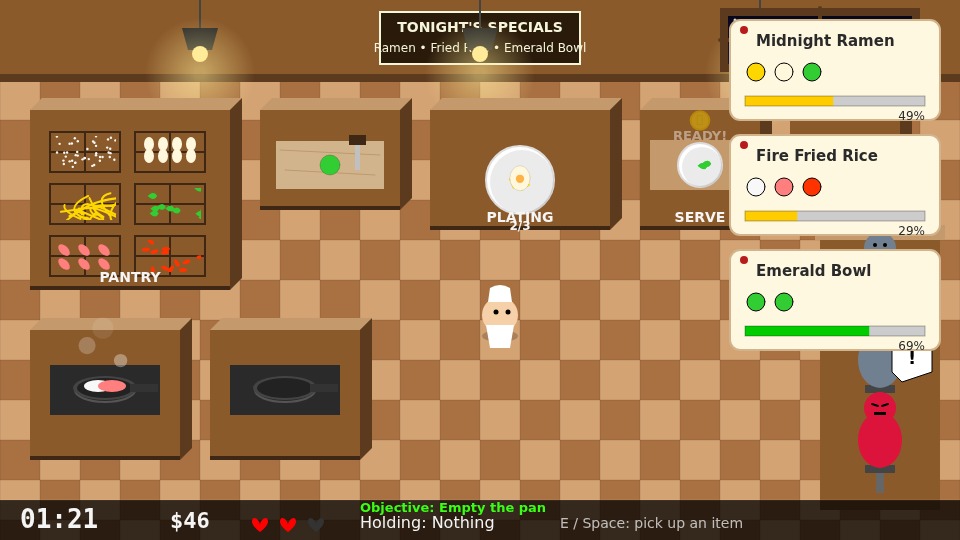 TONIGHT'S SPECIALS
Ramen • Fried • Emerald Bowl
Midnight Ramen
49%
READY!
Fire Fried Rice
29%
PLATING
2/3
SERVE
PANTRY
Emerald Bowl
69%
!
Objective: Empty the pan
01:21
$46
Holding: Nothing
E / Space: pick up an item